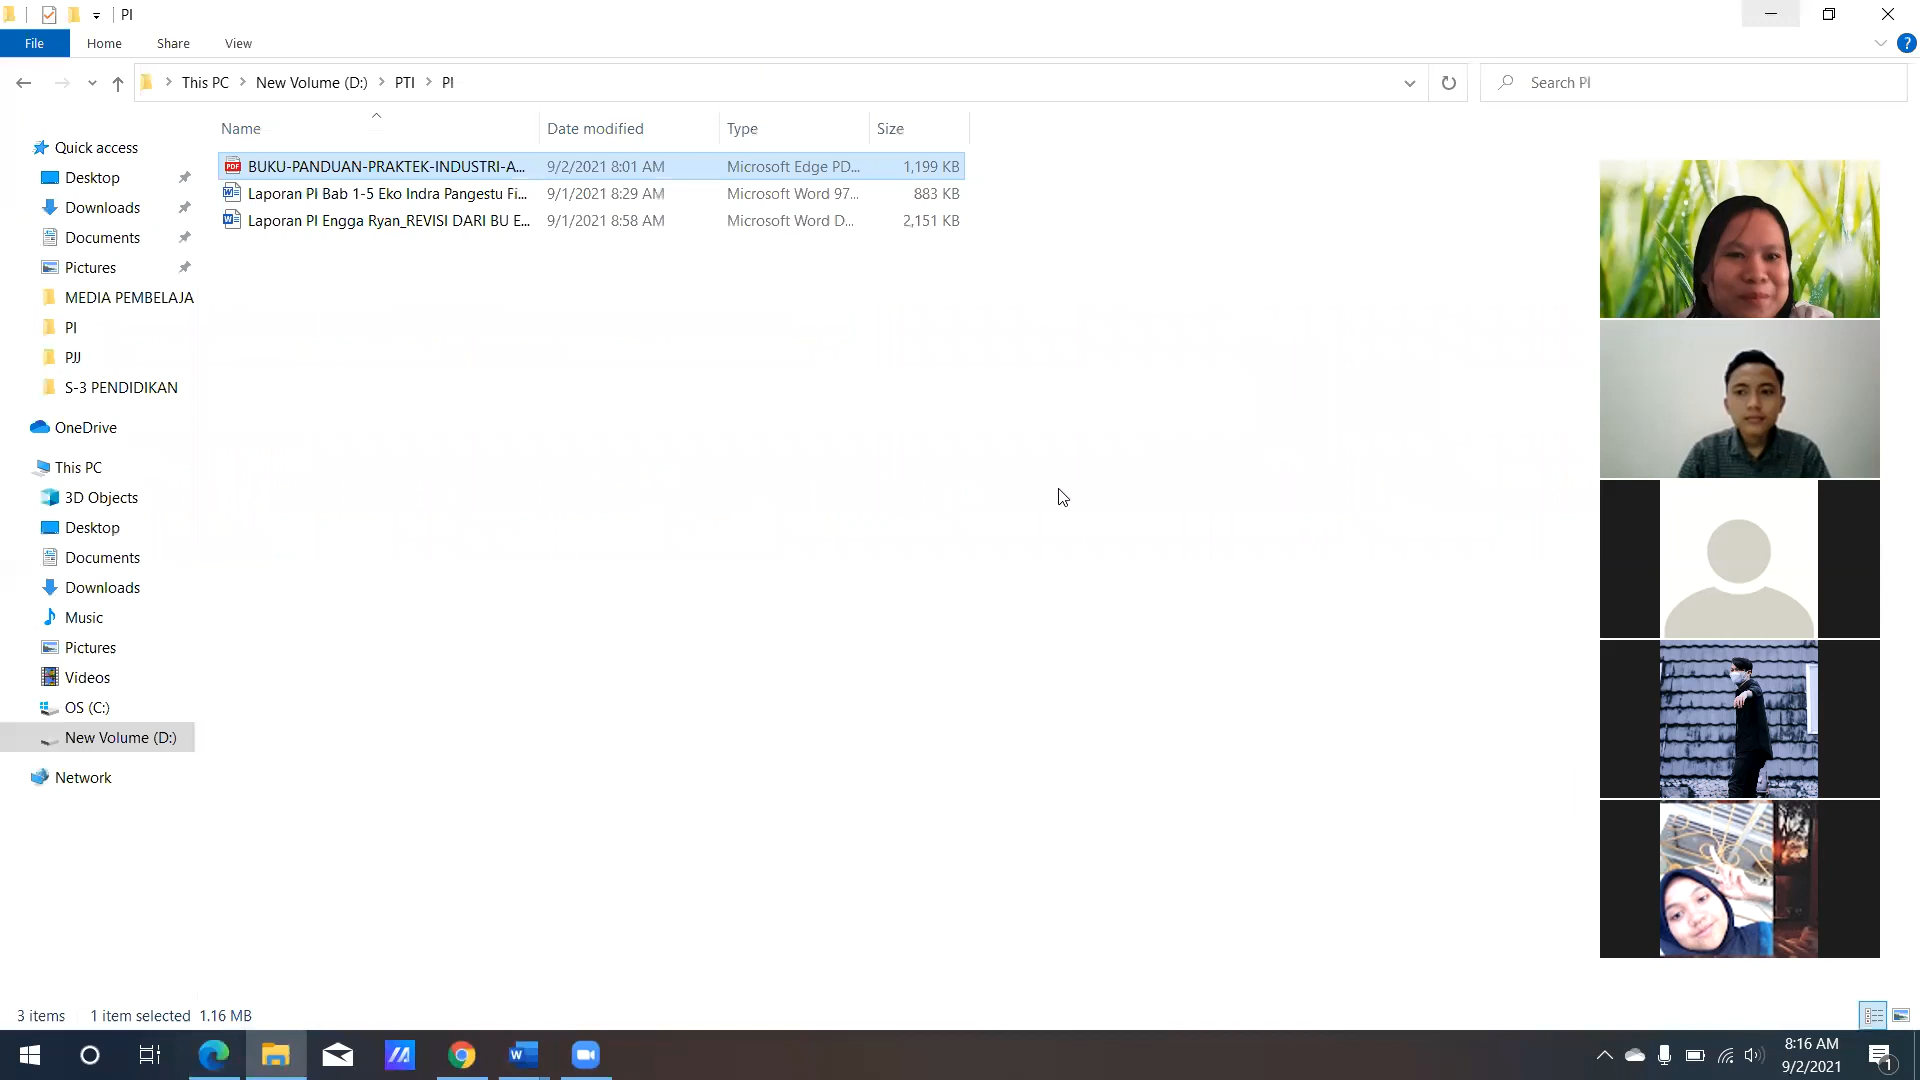 PI
File Home Share View
This PC New Volume (D:) PTI PI
Search PI
Name Date modified Type Size
BUKU-PANDUAN-PRAKTEK-INDUSTRI-A... 9/2/2021 8:01 AM Microsoft Edge PD... 1,199 KB
Laporan PI Bab 1-5 Eko Indra Pangestu Fi... 9/1/2021 8:29 AM Microsoft Word 97... 883 KB
Laporan PI Engga Ryan_REVISI DARI BU E... 9/1/2021 8:58 AM Microsoft Word D... 2,151 KB
Quick access
Desktop
Downloads
Documents
Pictures
MEDIA PEMBELAJA
PI
PJJ
S-3 PENDIDIKAN
OneDrive
This PC
3D Objects
Desktop
Documents
Downloads
Music
Pictures
Videos
OS (C:)
New Volume (D:)
Network
3 items 1 item selected 1.16 MB
8:16 AM
9/2/2021
1